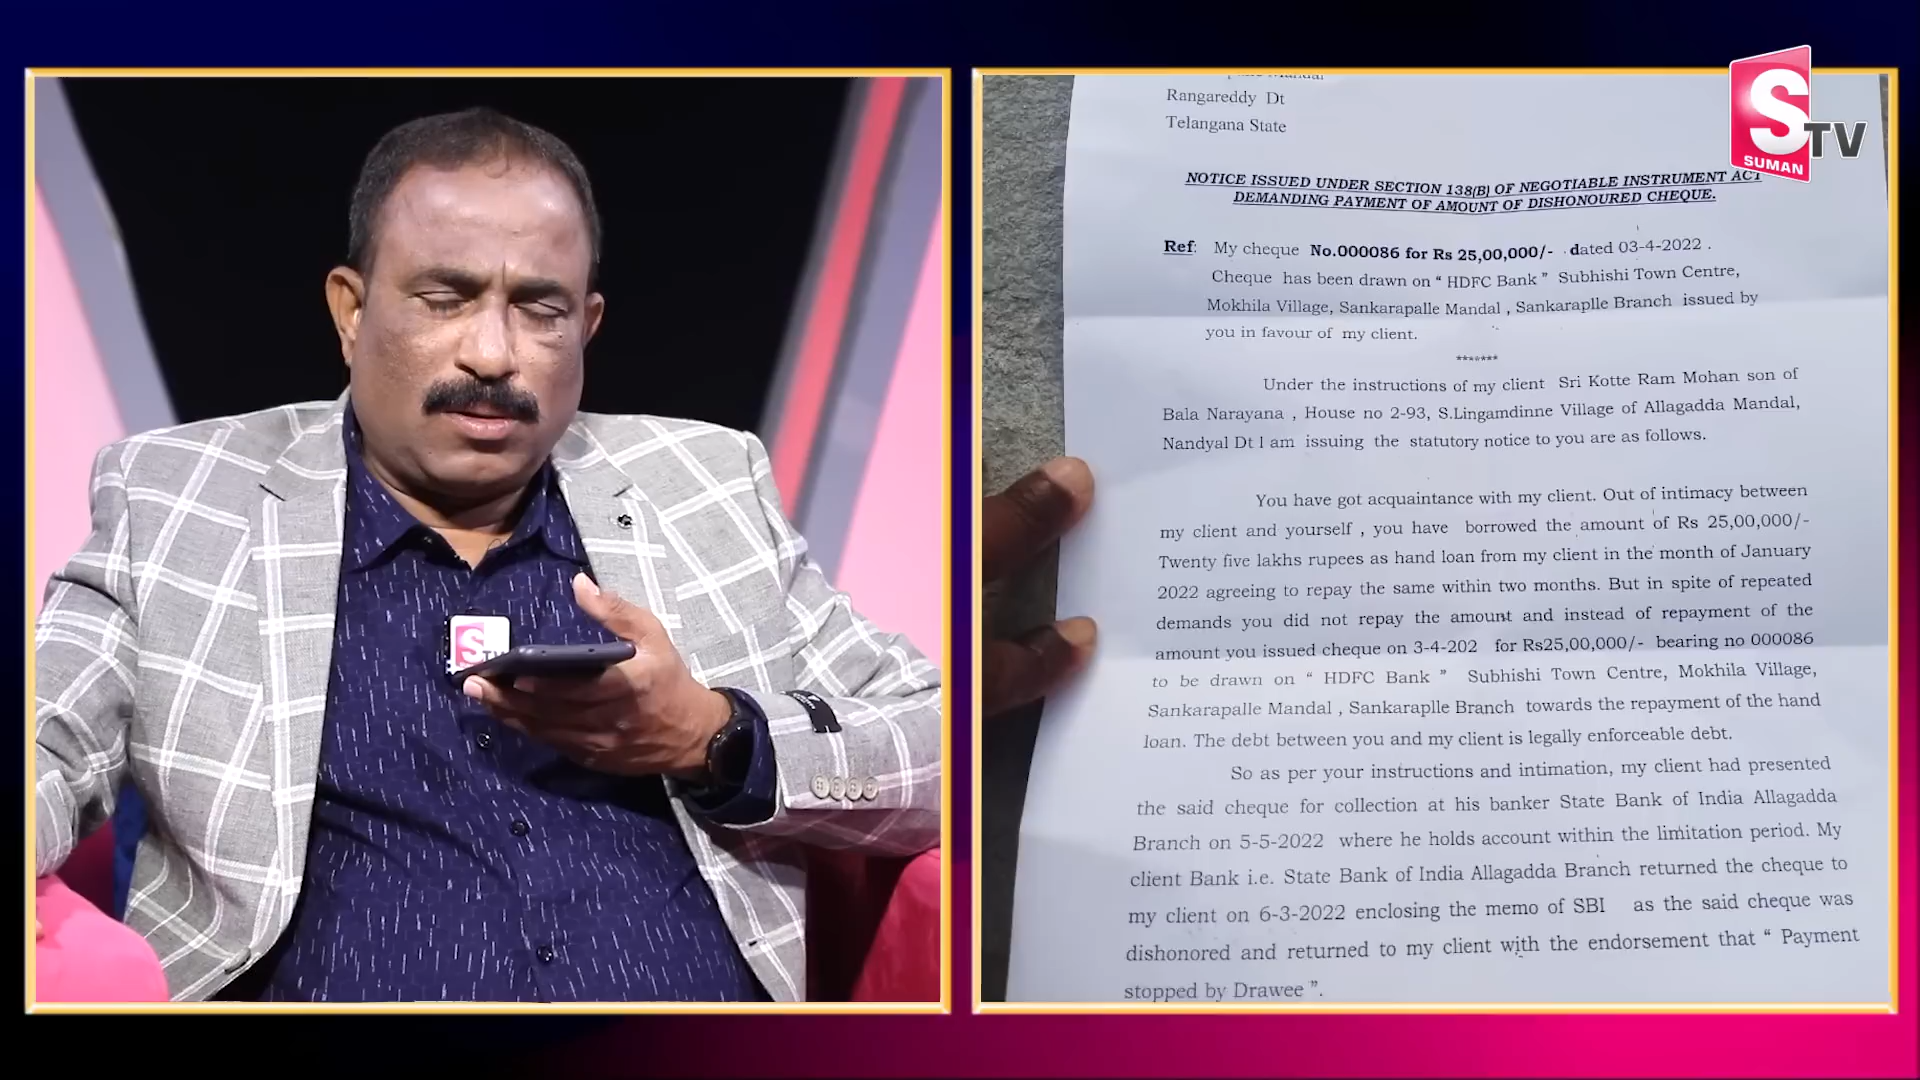 S
TV
SUMAN
S
TV
Rangareddy Dt
Telangana State
NOTICE ISSUED UNDER SECTION 138(B) OF NEGOTIABLE INSTRUMENT ACT
DEMANDING PAYMENT OF AMOUNT OF DISHONOURED CHEQUE.
Ref: My cheque No.000086 for Rs 25,00,000/- dated 03-4-2022 .
Cheque has been drawn on “ HDFC Bank ” Subhishi Town Centre,
Mokhila Village, Sankarapalle Mandal , Sankaraplle Branch issued by
you in favour of my client.
*******
Under the instructions of my client Sri Kotte Ram Mohan son of
Bala Narayana , House no 2-93, S.Lingamdinne Village of Allagadda Mandal,
Nandyal Dt I am issuing the statutory notice to you are as follows.
You have got acquaintance with my client. Out of intimacy between
my client and yourself , you have borrowed the amount of Rs 25,00,000/-
Twenty five lakhs rupees as hand loan from my client in the month of January
2022 agreeing to repay the same within two months. But in spite of repeated
demands you did not repay the amount and instead of repayment of the
amount you issued cheque on 3-4-202 for Rs25,00,000/- bearing no 000086
to be drawn on “ HDFC Bank ” Subhishi Town Centre, Mokhila Village,
Sankarapalle Mandal , Sankaraplle Branch towards the repayment of the hand
loan. The debt between you and my client is legally enforceable debt.
So as per your instructions and intimation, my client had presented
the said cheque for collection at his banker State Bank of India Allagadda
Branch on 5-5-2022 where he holds account within the limitation period. My
client Bank i.e. State Bank of India Allagadda Branch returned the cheque to
my client on 6-3-2022 enclosing the memo of SBI as the said cheque was
dishonored and returned to my client with the endorsement that “ Payment
stopped by Drawee ”.